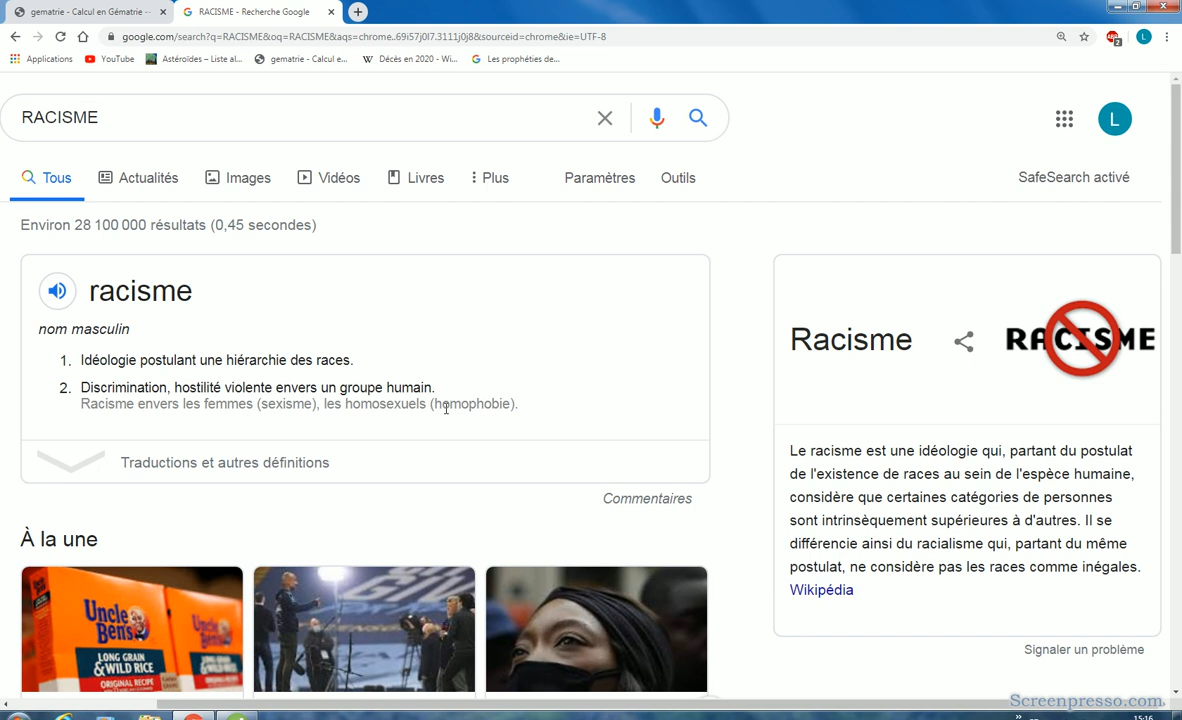 gematrie - Calcul en Gématrie --
RACISME - Recherche Google
google.com/search?q=RACISME&oq=RACISME&aqs=chrome..69i57j0l7.3111j0j8&sourceid=chrome&ie=UTF-8
ABP
2
L
Applications
YouTube
Astéroïdes – Liste al...
gematrie - Calcul e...
W Décès en 2020 - Wi...
Les prophéties de...
RACISME
L
Tous
Actualités
Images
Vidéos
Livres
Plus
Paramètres
Outils
SafeSearch activé
Environ 28 100 000 résultats (0,45 secondes)
racisme
nom masculin
1. Idéologie postulant une hiérarchie des races.
2. Discrimination, hostilité violente envers un groupe humain.
Racisme envers les femmes (sexisme), les homosexuels (homophobie).
Traductions et autres définitions
Commentaires
À la une
UNCLE BEN'S
LONG GRAIN & WILD RICE
ORIGINAL RECIPE
Racisme
RACISME
Le racisme est une idéologie qui, partant du postulat
de l'existence de races au sein de l'espèce humaine,
considère que certaines catégories de personnes
sont intrinsèquement supérieures à d'autres. Il se
différencie ainsi du racialisme qui, partant du même
postulat, ne considère pas les races comme inégales.
Wikipédia
Signaler un problème
Screenpresso.com
15:16